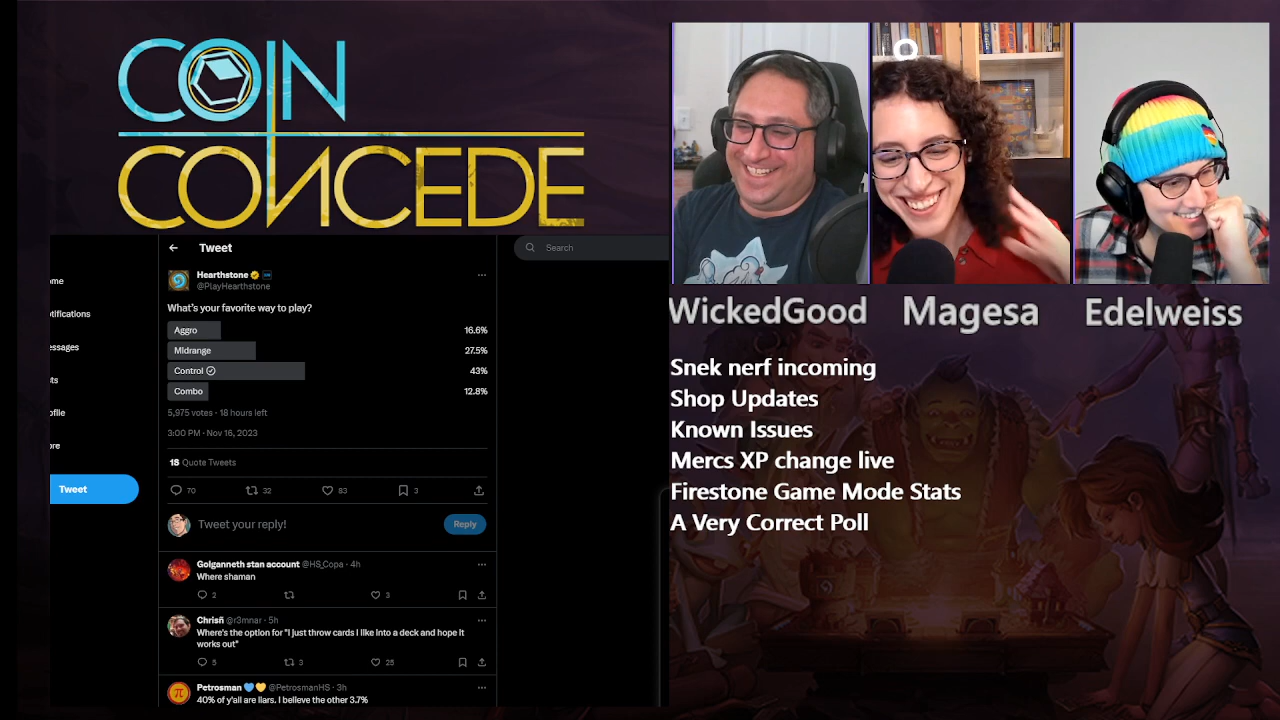 COIN
CONCEDE
Tweet
Search
ome
Hearthstone
@PlayHearthstone
What's your favorite way to play?
otifications
Aggro 16.6%
essages
Midrange 27.5%
Control 43%
ts
Combo 12.8%
ofile
5,975 votes · 18 hours left
3:00 PM · Nov 16, 2023
ore
18 Quote Tweets
Tweet
70 32 83 3
Tweet your reply!
Reply
Golganneth stan account @HS_Copa · 4h
Where shaman
2 3
Chrisñ @r3mnar · 5h
Where's the option for "I just throw cards I like into a deck and hope it
works out"
5 3 25
Petrosman @PetrosmanHS · 3h
40% of y'all are liars. I believe the other 3.7%
WickedGood
Magesa
Edelweiss
Snek nerf incoming
Shop Updates
Known Issues
Mercs XP change live
Firestone Game Mode Stats
A Very Correct Poll